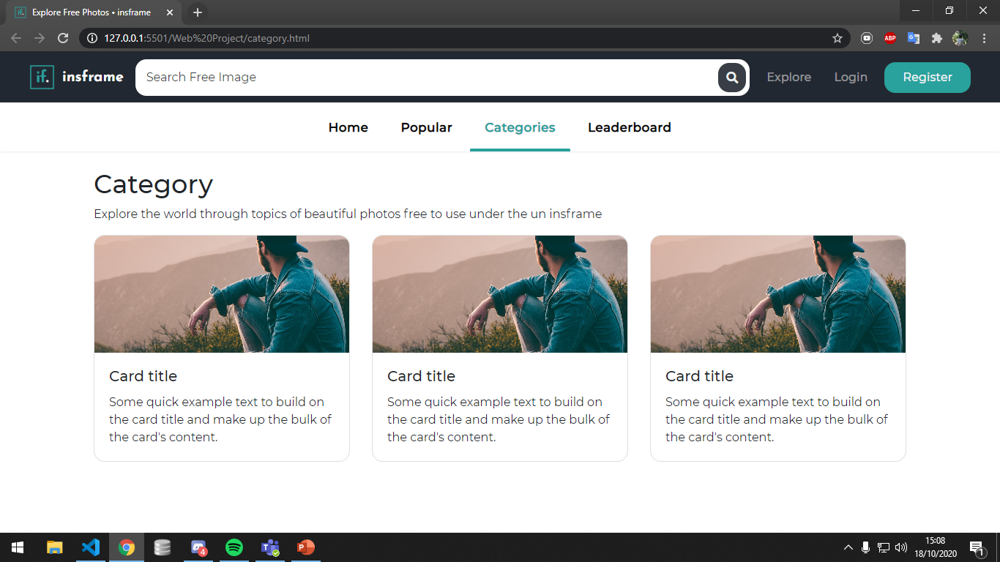 Explore Free Photos • insframe
127.0.0.1:5501/Web%20Project/category.html
ABP
if.
insframe
Search Free Image
Explore
Login
Register
Home
Popular
Categories
Leaderboard
Category
Explore the world through topics of beautiful photos free to use under the un insframe
Card title
Some quick example text to build on
the card title and make up the bulk of
the card's content.
Card title
Some quick example text to build on
the card title and make up the bulk of
the card's content.
Card title
Some quick example text to build on
the card title and make up the bulk of
the card's content.
4
15:08
18/10/2020
1